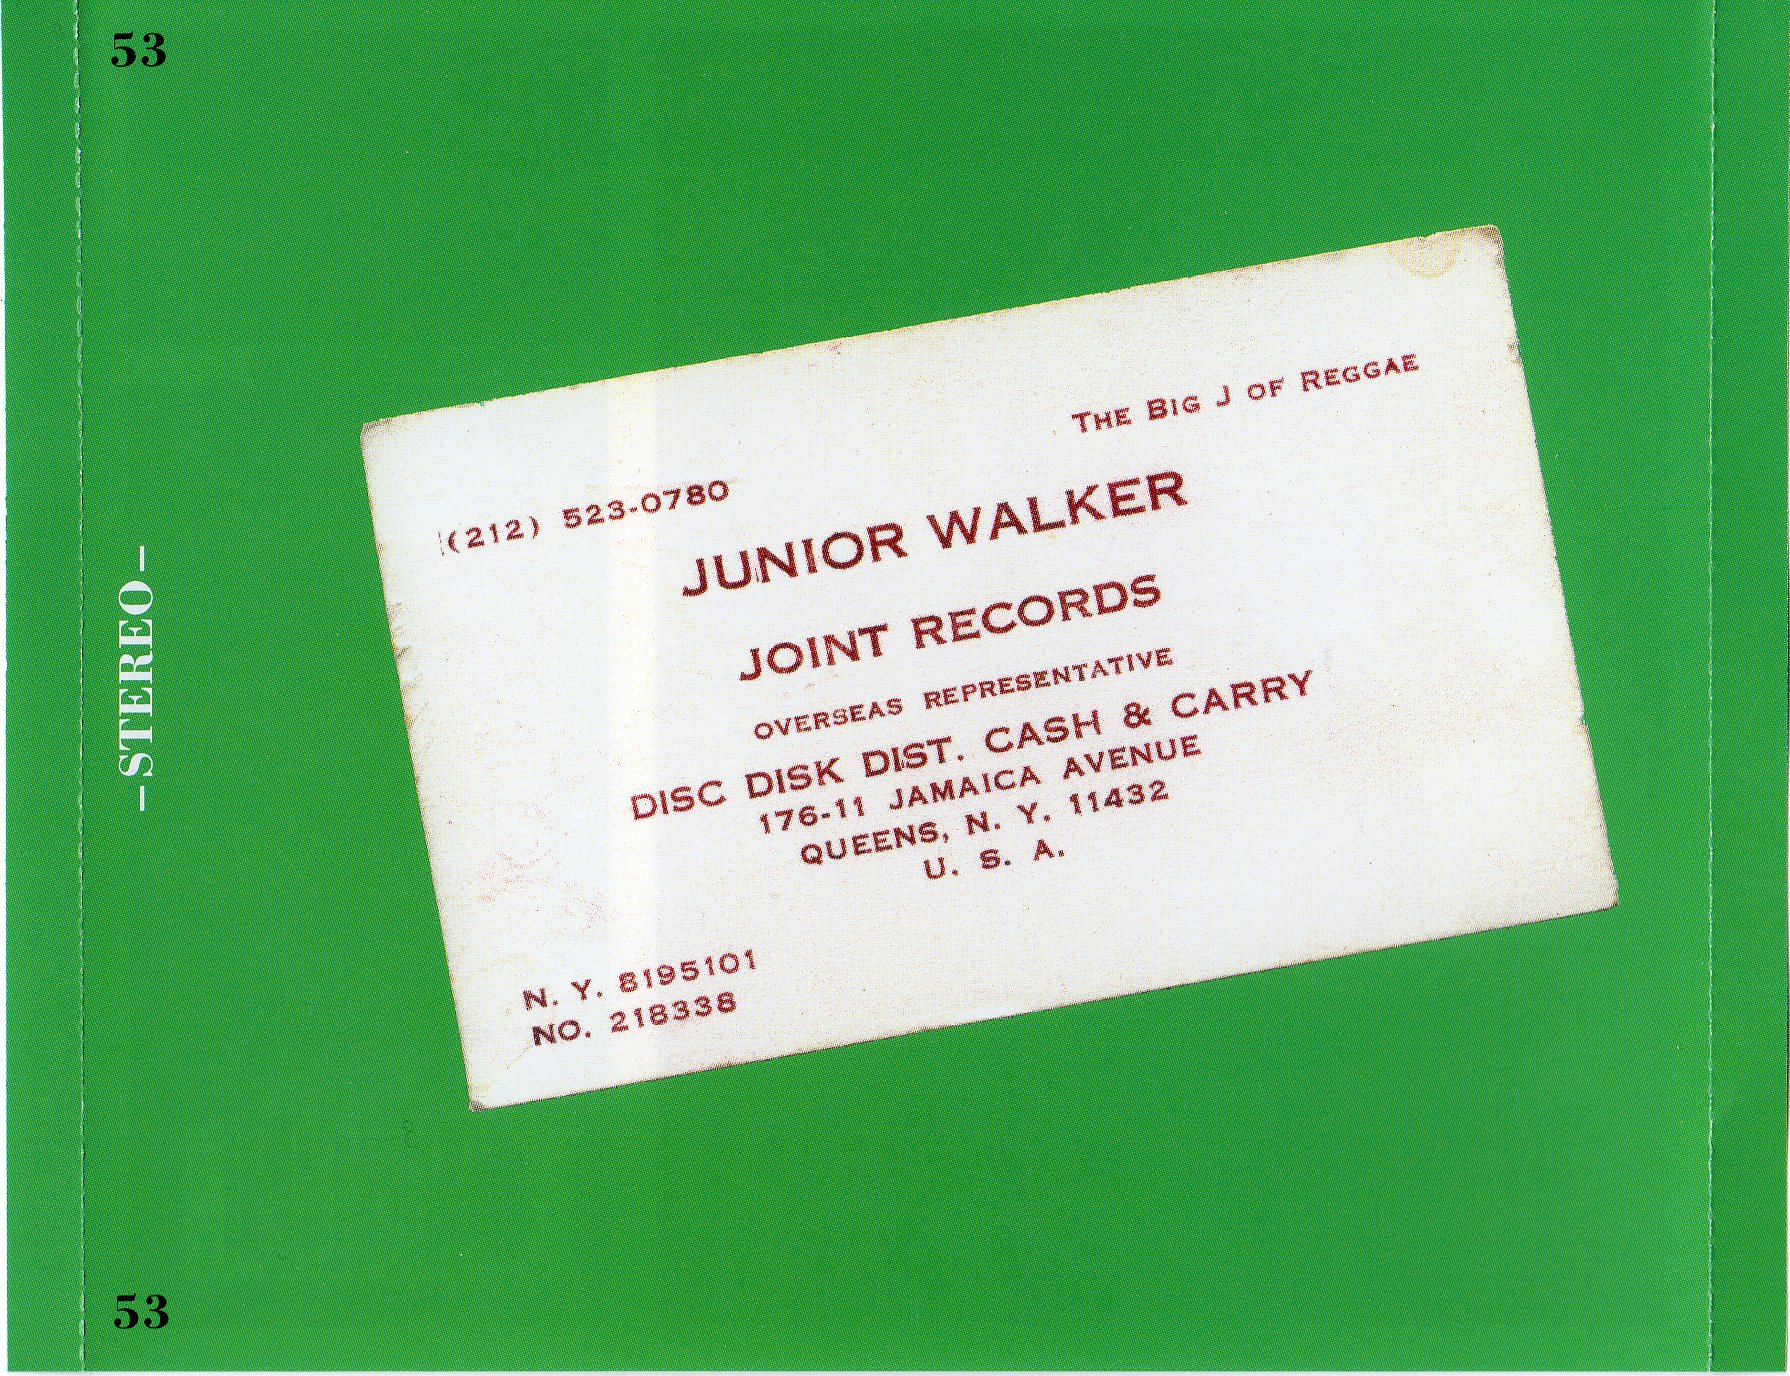 53
THE BIG J OF REGGAE
(212) 523-0780
JUNIOR WALKER
JOINT RECORDS
OVERSEAS REPRESENTATIVE
DISC DISK DIST. CASH & CARRY
176-11 JAMAICA AVENUE
QUEENS, N. Y. 11432
U. S. A.
N. Y. 8195101
NO. 218338
–STEREO–
53